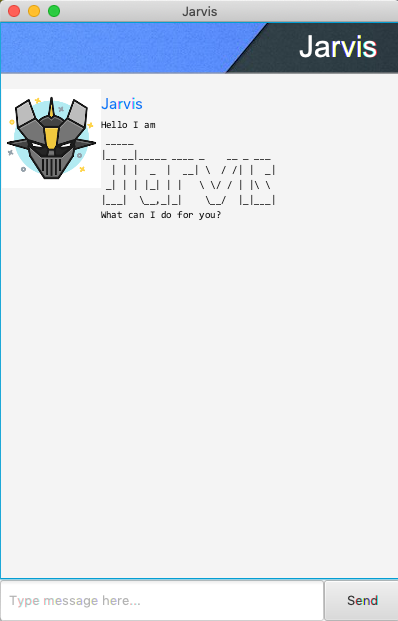 Jarvis
Jarvis
Jarvis
Hello I am
 _____
|__ __|_____ ____ _    __ _ ___
  | | |  _  |  __| \  / /| |  _|
 _| | | |_| | |   \ \/ / | |\ \
|___|  \__,_|_|    \__/  |_|___|
What can I do for you?
Type message here...
Send